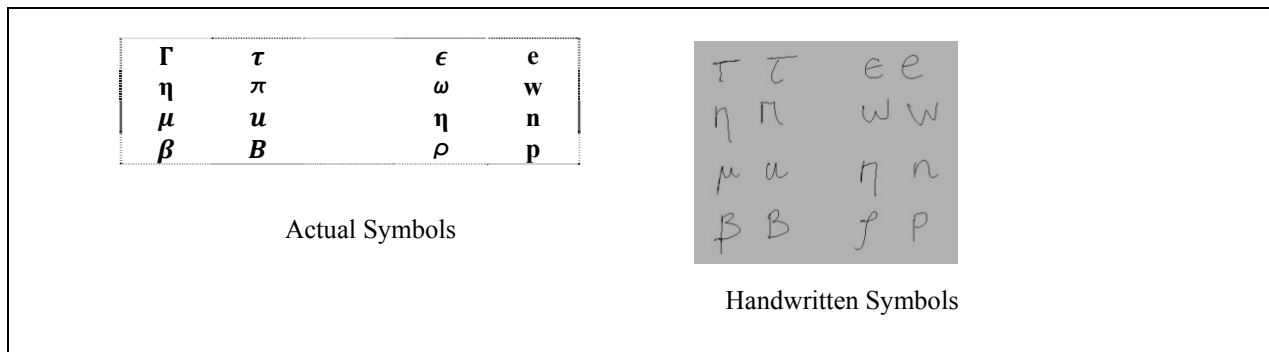 Γ τ ϵ e
η π ω w
μ u η n
β B ρ p
Actual Symbols
T τ ϵ e
η π ω w
μ u η n
β B ρ p
Handwritten Symbols